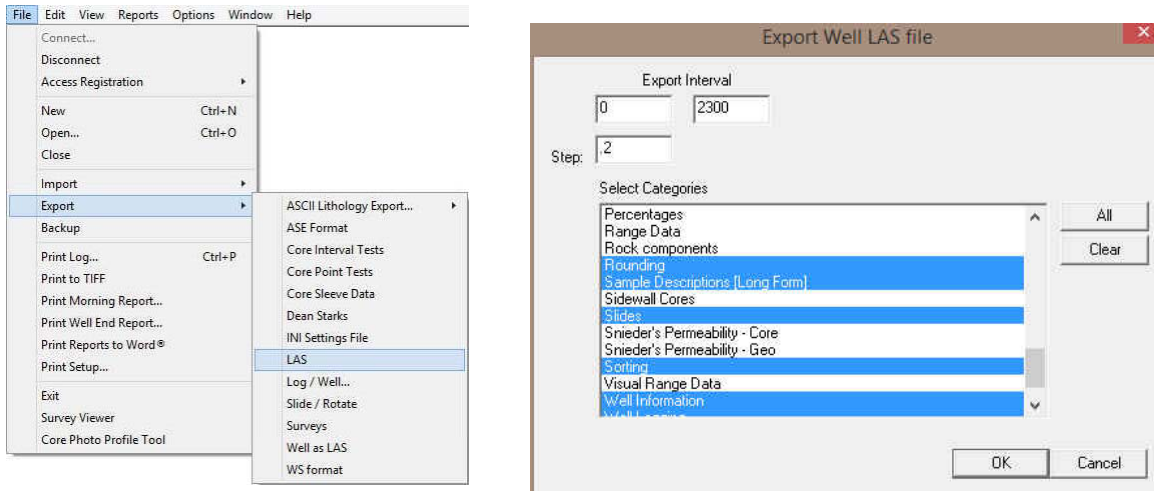 File Edit View Reports Options Window Help
Connect...
Disconnect
Access Registration
New Ctrl+N
Open... Ctrl+O
Close
Import
Export
Backup
Print Log... Ctrl+P
Print to TIFF
Print Morning Report...
Print Well End Report...
Print Reports to Word®
Print Setup...
Exit
Survey Viewer
Core Photo Profile Tool
ASCII Lithology Export...
ASE Format
Core Interval Tests
Core Point Tests
Core Sleeve Data
Dean Starks
INI Settings File
LAS
Log / Well...
Slide / Rotate
Surveys
Well as LAS
WS format
Export Well LAS file
Export Interval
0 2300
Step: .2
Select Categories
Percentages
Range Data
Rock components
Rounding
Sample Descriptions [Long Form]
Sidewall Cores
Slides
Snieder's Permeability - Core
Snieder's Permeability - Geo
Sorting
Visual Range Data
Well Information
All
Clear
OK Cancel